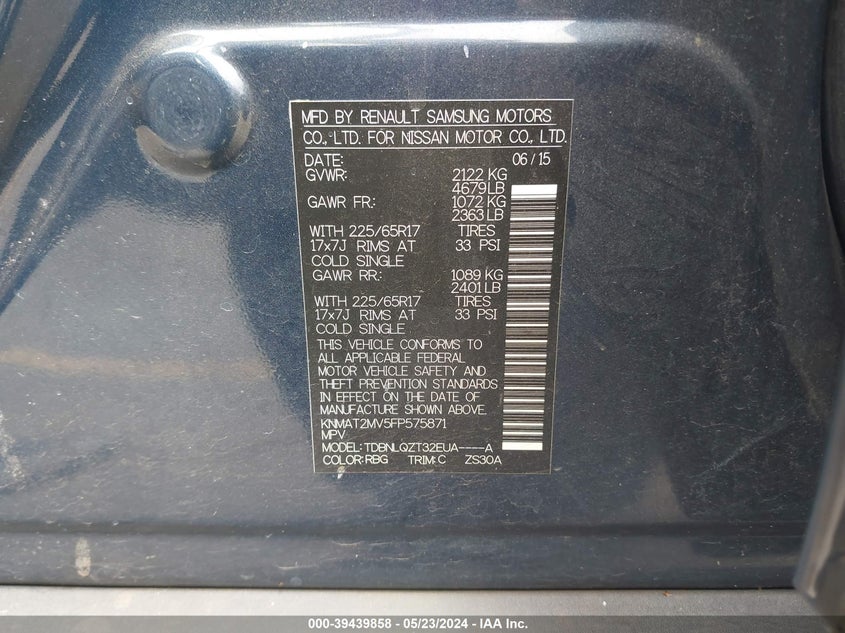 MFD BY RENAULT SAMSUNG MOTORS
CO., LTD. FOR NISSAN MOTOR CO., LTD.
DATE: 06/15
GVWR: 2122 KG
4679 LB
GAWR FR.: 1072 KG
2363 LB
WITH 225/65R17 TIRES
17x7J RIMS AT 33 PSI
COLD SINGLE
GAWR RR.: 1089 KG
2401 LB
WITH 225/65R17 TIRES
17x7J RIMS AT 33 PSI
COLD SINGLE
THIS VEHICLE CONFORMS TO
ALL APPLICABLE FEDERAL
MOTOR VEHICLE SAFETY AND
THEFT PREVENTION STANDARDS
IN EFFECT ON THE DATE OF
MANUFACTURE SHOWN ABOVE.
KNMAT2MV5FP575871
MPV
MODEL: TDBNLQZT32EUA----A
COLOR: RBG TRIM: C ZS30A
000-39439858 - 05/23/2024 - IAA Inc.